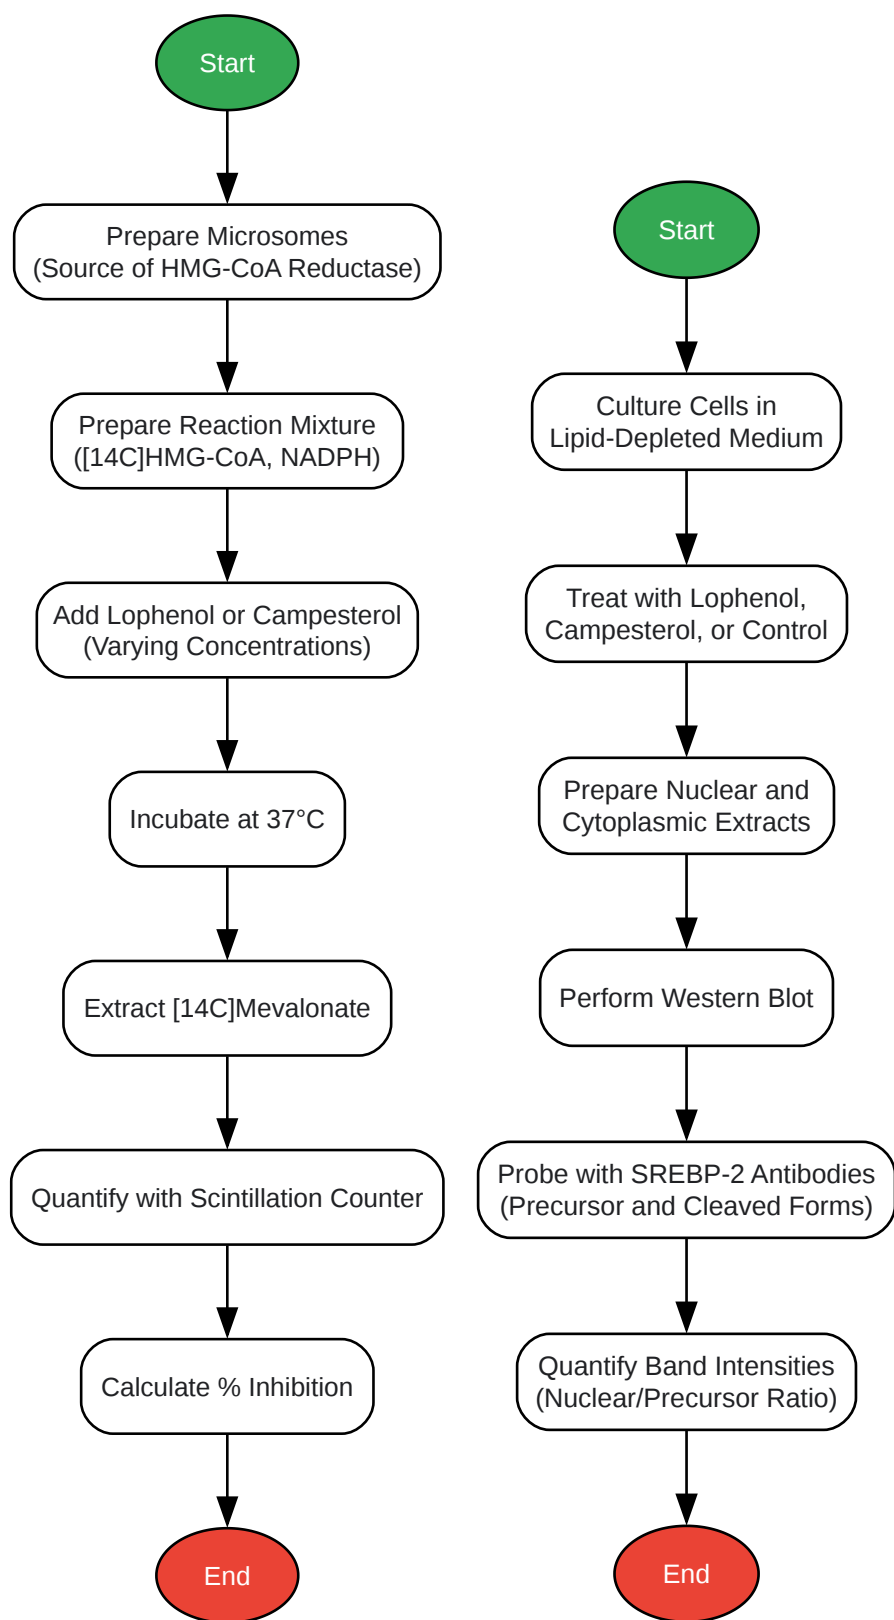 Start
Prepare Microsomes
(Source of HMG-CoA Reductase)
Prepare Reaction Mixture
([14C]HMG-CoA, NADPH)
Add Lophenol or Campesterol
(Varying Concentrations)
Incubate at 37°C
Extract [14C]Mevalonate
Quantify with Scintillation Counter
Calculate % Inhibition
End
Start
Culture Cells in
Lipid-Depleted Medium
Treat with Lophenol,
Campesterol, or Control
Prepare Nuclear and
Cytoplasmic Extracts
Perform Western Blot
Probe with SREBP-2 Antibodies
(Precursor and Cleaved Forms)
Quantify Band Intensities
(Nuclear/Precursor Ratio)
End